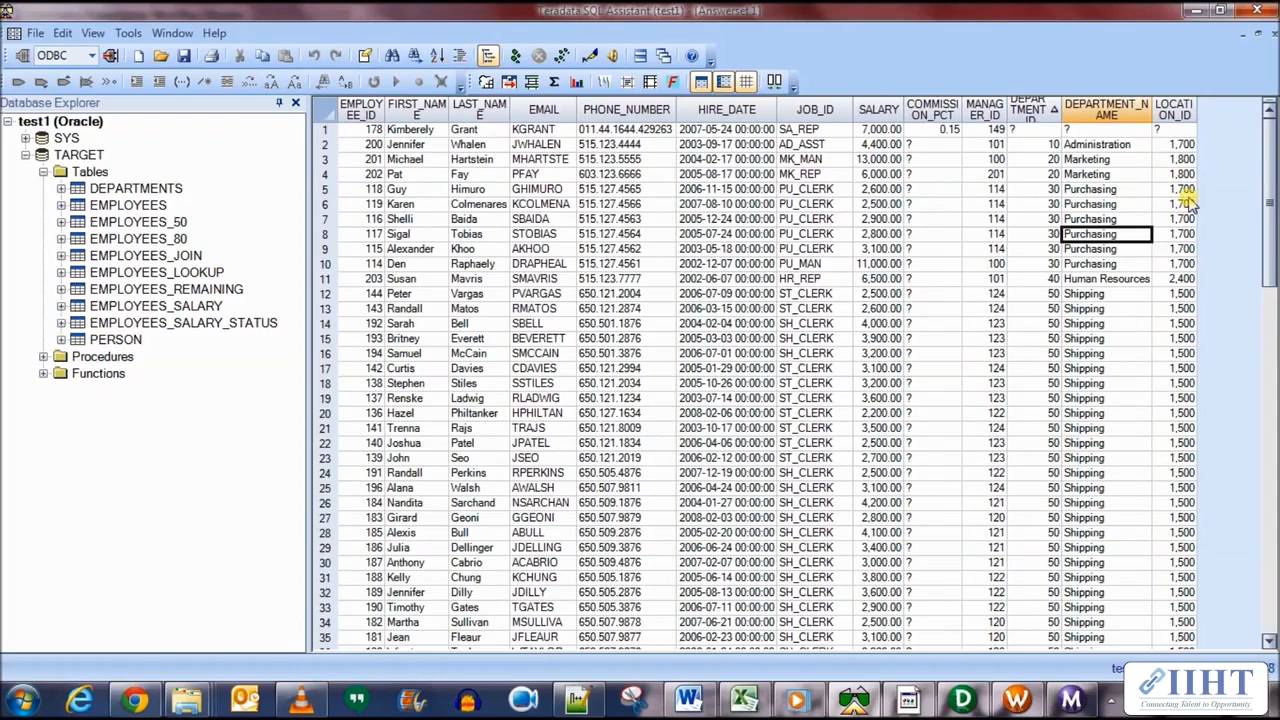 Teradata SQL Assistant (test1) - [Answerset 1]
File Edit View Tools Window Help
ODBC
Database Explorer
test1 (Oracle)
SYS
TARGET
Tables
DEPARTMENTS
EMPLOYEES
EMPLOYEES_50
EMPLOYEES_80
EMPLOYEES_JOIN
EMPLOYEES_LOOKUP
EMPLOYEES_REMAINING
EMPLOYEES_SALARY
EMPLOYEES_SALARY_STATUS
PERSON
Procedures
Functions
EMPLOYEE_ID FIRST_NAME LAST_NAME EMAIL PHONE_NUMBER HIRE_DATE JOB_ID SALARY COMMISSION_PCT MANAGER_ID DEPARTMENT_ID DEPARTMENT_NAME LOCATION_ID
1 178 Kimberely Grant KGRANT 011.44.1644.429263 2007-05-24 00:00:00 SA_REP 7,000.00 0.15 149 ? ? ?
2 200 Jennifer Whalen JWHALEN 515.123.4444 2003-09-17 00:00:00 AD_ASST 4,400.00 ? 101 10 Administration 1,700
3 201 Michael Hartstein MHARTSTE 515.123.5555 2004-02-17 00:00:00 MK_MAN 13,000.00 ? 100 20 Marketing 1,800
4 202 Pat Fay PFAY 603.123.6666 2005-08-17 00:00:00 MK_REP 6,000.00 ? 201 20 Marketing 1,800
5 118 Guy Himuro GHIMURO 515.127.4565 2006-11-15 00:00:00 PU_CLERK 2,600.00 ? 114 30 Purchasing 1,700
6 119 Karen Colmenares KCOLMENA 515.127.4566 2007-08-10 00:00:00 PU_CLERK 2,500.00 ? 114 30 Purchasing 1,700
7 116 Shelli Baida SBAIDA 515.127.4563 2005-12-24 00:00:00 PU_CLERK 2,900.00 ? 114 30 Purchasing 1,700
8 117 Sigal Tobias STOBIAS 515.127.4564 2005-07-24 00:00:00 PU_CLERK 2,800.00 ? 114 30 Purchasing 1,700
9 115 Alexander Khoo AKHOO 515.127.4562 2003-05-18 00:00:00 PU_CLERK 3,100.00 ? 114 30 Purchasing 1,700
10 114 Den Raphaely DRAPHEAL 515.127.4561 2002-12-07 00:00:00 PU_MAN 11,000.00 ? 100 30 Purchasing 1,700
11 203 Susan Mavris SMAVRIS 515.123.7777 2002-06-07 00:00:00 HR_REP 6,500.00 ? 101 40 Human Resources 2,400
12 144 Peter Vargas PVARGAS 650.121.2004 2006-07-09 00:00:00 ST_CLERK 2,500.00 ? 124 50 Shipping 1,500
13 143 Randall Matos RMATOS 650.121.2874 2006-03-15 00:00:00 ST_CLERK 2,600.00 ? 124 50 Shipping 1,500
14 192 Sarah Bell SBELL 650.501.1876 2004-02-04 00:00:00 SH_CLERK 4,000.00 ? 123 50 Shipping 1,500
15 193 Britney Everett BEVERETT 650.501.2876 2005-03-03 00:00:00 SH_CLERK 3,900.00 ? 123 50 Shipping 1,500
16 194 Samuel McCain SMCCAIN 650.501.3876 2006-07-01 00:00:00 SH_CLERK 3,200.00 ? 123 50 Shipping 1,500
17 142 Curtis Davies CDAVIES 650.121.2994 2005-01-29 00:00:00 ST_CLERK 3,100.00 ? 124 50 Shipping 1,500
18 138 Stephen Stiles SSTILES 650.121.2034 2005-10-26 00:00:00 ST_CLERK 3,200.00 ? 123 50 Shipping 1,500
19 137 Renske Ladwig RLADWIG 650.121.1234 2003-07-14 00:00:00 ST_CLERK 3,600.00 ? 123 50 Shipping 1,500
20 136 Hazel Philtanker HPHILTAN 650.127.1634 2008-02-06 00:00:00 ST_CLERK 2,200.00 ? 122 50 Shipping 1,500
21 141 Trenna Rajs TRAJS 650.121.8009 2003-10-17 00:00:00 ST_CLERK 3,500.00 ? 124 50 Shipping 1,500
22 140 Joshua Patel JPATEL 650.121.1834 2006-04-06 00:00:00 ST_CLERK 2,500.00 ? 123 50 Shipping 1,500
23 139 John Seo JSEO 650.121.2019 2006-02-12 00:00:00 ST_CLERK 2,700.00 ? 123 50 Shipping 1,500
24 191 Randall Perkins RPERKINS 650.505.4876 2007-12-19 00:00:00 SH_CLERK 2,500.00 ? 122 50 Shipping 1,500
25 196 Alana Walsh AWALSH 650.507.9811 2006-04-24 00:00:00 SH_CLERK 3,100.00 ? 124 50 Shipping 1,500
26 184 Nandita Sarchand NSARCHAN 650.509.1876 2004-01-27 00:00:00 SH_CLERK 4,200.00 ? 121 50 Shipping 1,500
27 183 Girard Geoni GGEONI 650.507.9879 2008-02-03 00:00:00 SH_CLERK 2,800.00 ? 120 50 Shipping 1,500
28 185 Alexis Bull ABULL 650.509.2876 2005-02-20 00:00:00 SH_CLERK 4,100.00 ? 121 50 Shipping 1,500
29 186 Julia Dellinger JDELLING 650.509.3876 2006-06-24 00:00:00 SH_CLERK 3,400.00 ? 121 50 Shipping 1,500
30 187 Anthony Cabrio ACABRIO 650.509.4876 2007-02-07 00:00:00 SH_CLERK 3,000.00 ? 121 50 Shipping 1,500
31 188 Kelly Chung KCHUNG 650.505.1876 2005-06-14 00:00:00 SH_CLERK 3,800.00 ? 122 50 Shipping 1,500
32 189 Jennifer Dilly JDILLY 650.505.2876 2005-08-13 00:00:00 SH_CLERK 3,600.00 ? 122 50 Shipping 1,500
33 190 Timothy Gates TGATES 650.505.3876 2006-07-11 00:00:00 SH_CLERK 2,900.00 ? 122 50 Shipping 1,500
34 182 Martha Sullivan MSULLIVA 650.507.9878 2007-06-21 00:00:00 SH_CLERK 2,500.00 ? 120 50 Shipping 1,500
35 181 Jean Fleaur JFLEAUR 650.507.9877 2006-02-23 00:00:00 SH_CLERK 3,100.00 ? 120 50 Shipping 1,500
IIHT
Connecting Talent to Opportunity